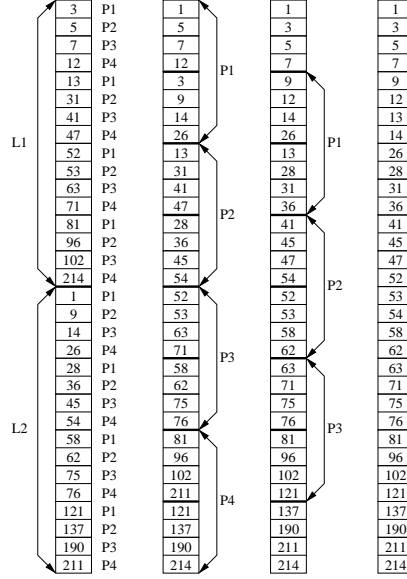 3 P1 1 1 1
5 P2 5 3 3
7 P3 7 5 5
12 P4 12 7 7
P1
13 P1 3 9 9
31 P2 9 12 12
41 P3 14 14 13
47 P4 26 26 14
L1 P1
52 P1 13 13 26
53 P2 31 28 28
63 P3 41 31 31
71 P4 47 36 36
P2
81 P1 28 41 41
96 P2 36 45 45
102 P3 45 47 47
214 P4 54 54 52
P2
1 P1 52 52 53
9 P2 53 53 54
14 P3 63 58 58
26 P4 71 62 62
P3
28 P1 58 63 63
36 P2 62 71 71
45 P3 75 75 75
54 P4 76 76 76
L2 P3
58 P1 81 81 81
62 P2 96 96 96
75 P3 102 102 102
76 P4 211 121 121
P4
121 P1 121 137 137
137 P2 137 190 190
190 P3 190 211 211
211 P4 214 214 214